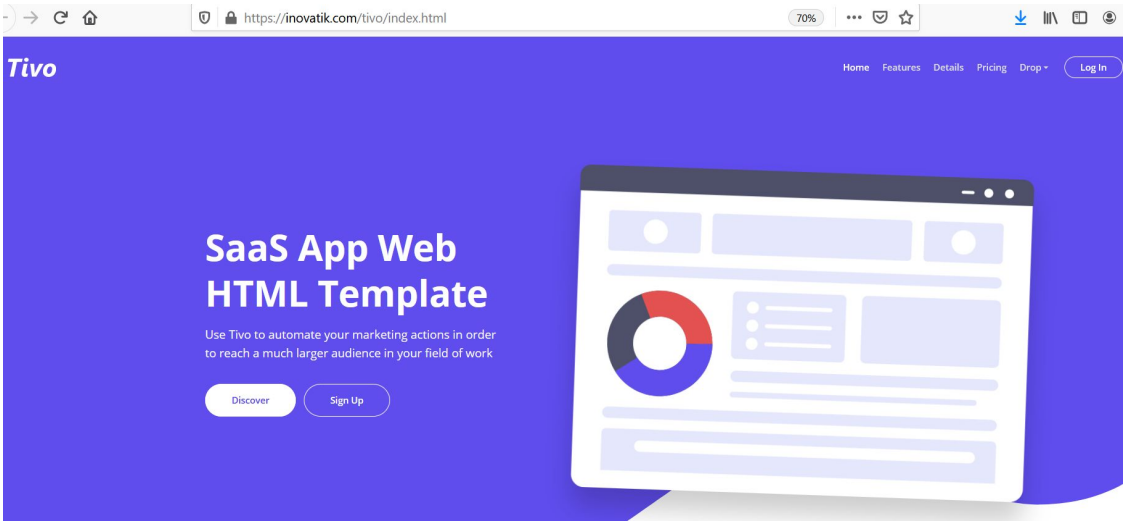 https://inovatik.com/tivo/index.html
70%
Tivo
Home Features Details Pricing Drop Log In
SaaS App Web
HTML Template
Use Tivo to automate your marketing actions in order
to reach a much larger audience in your field of work
Discover Sign Up